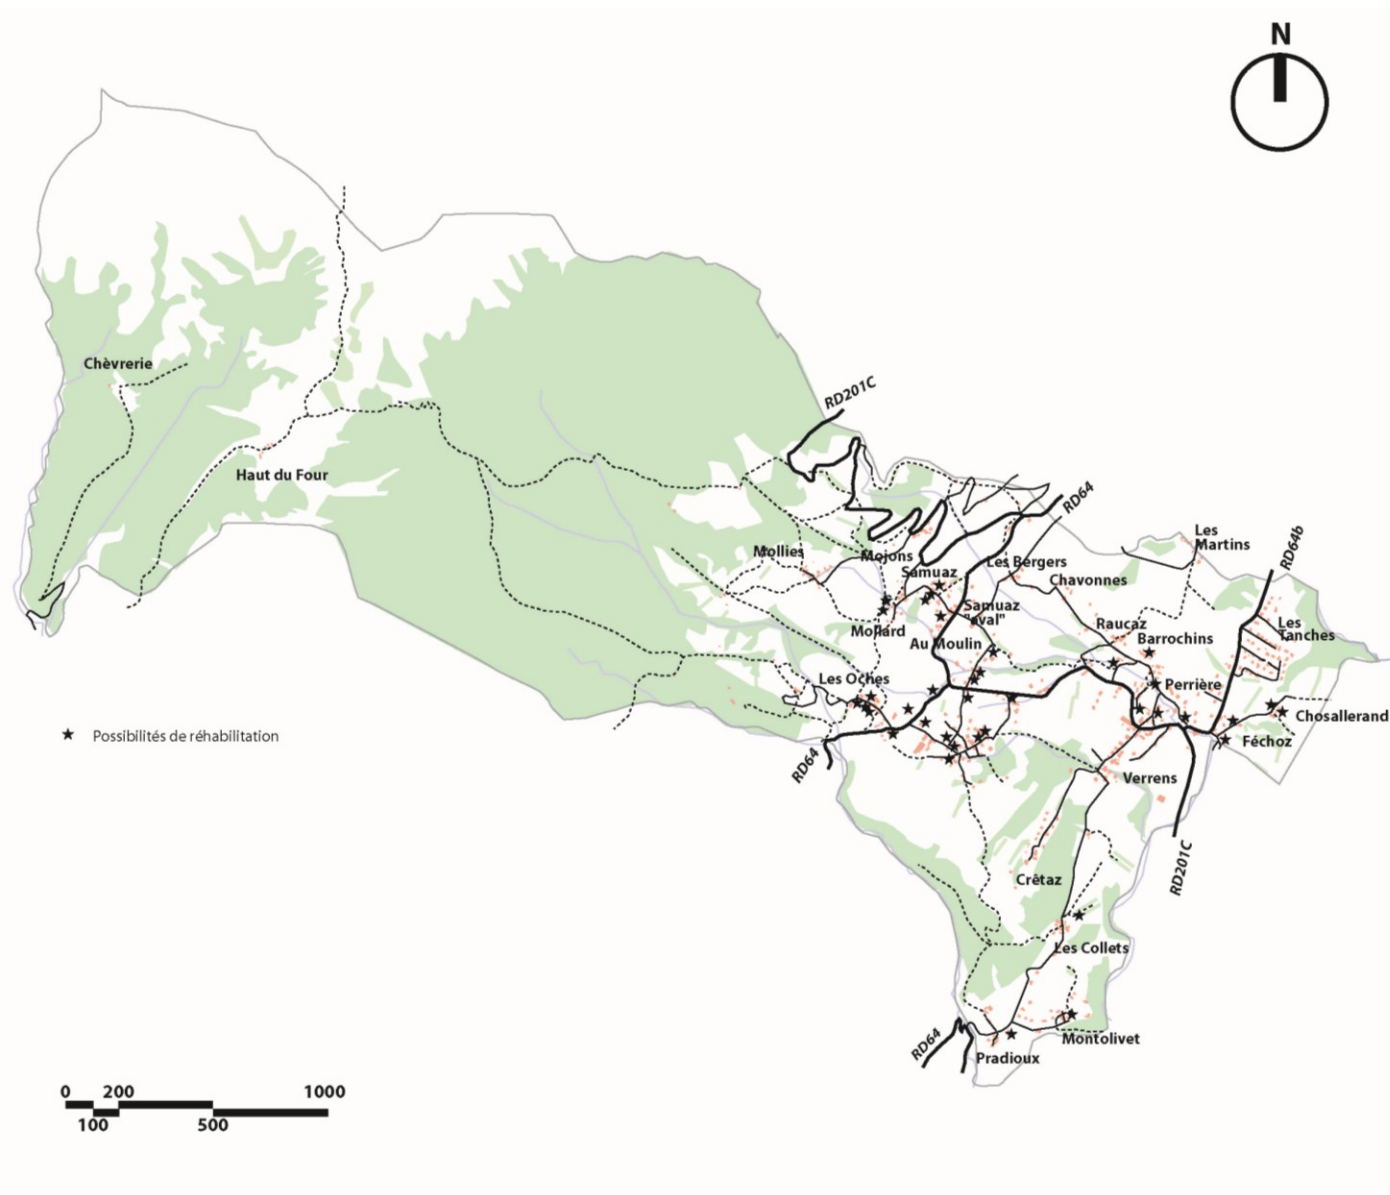 N
RD201C
Chèvrerie
Haut du Four
RD64
RD64b
Les
Martins
Mollies
Mojons
Les Bergers
Samuaz
Chavonnes
Samuaz
"aval"
Mollard
Au Moulin
Raucaz
Barrochins
Les
Tanches
Les Oches
Perrière
Chosallerand
Féchoz
Possibilités de réhabilitation
RD64
Verrens
RD201C
Crêtaz
Les Collets
RD64
Montolivet
Pradioux
0 200 1000
100 500